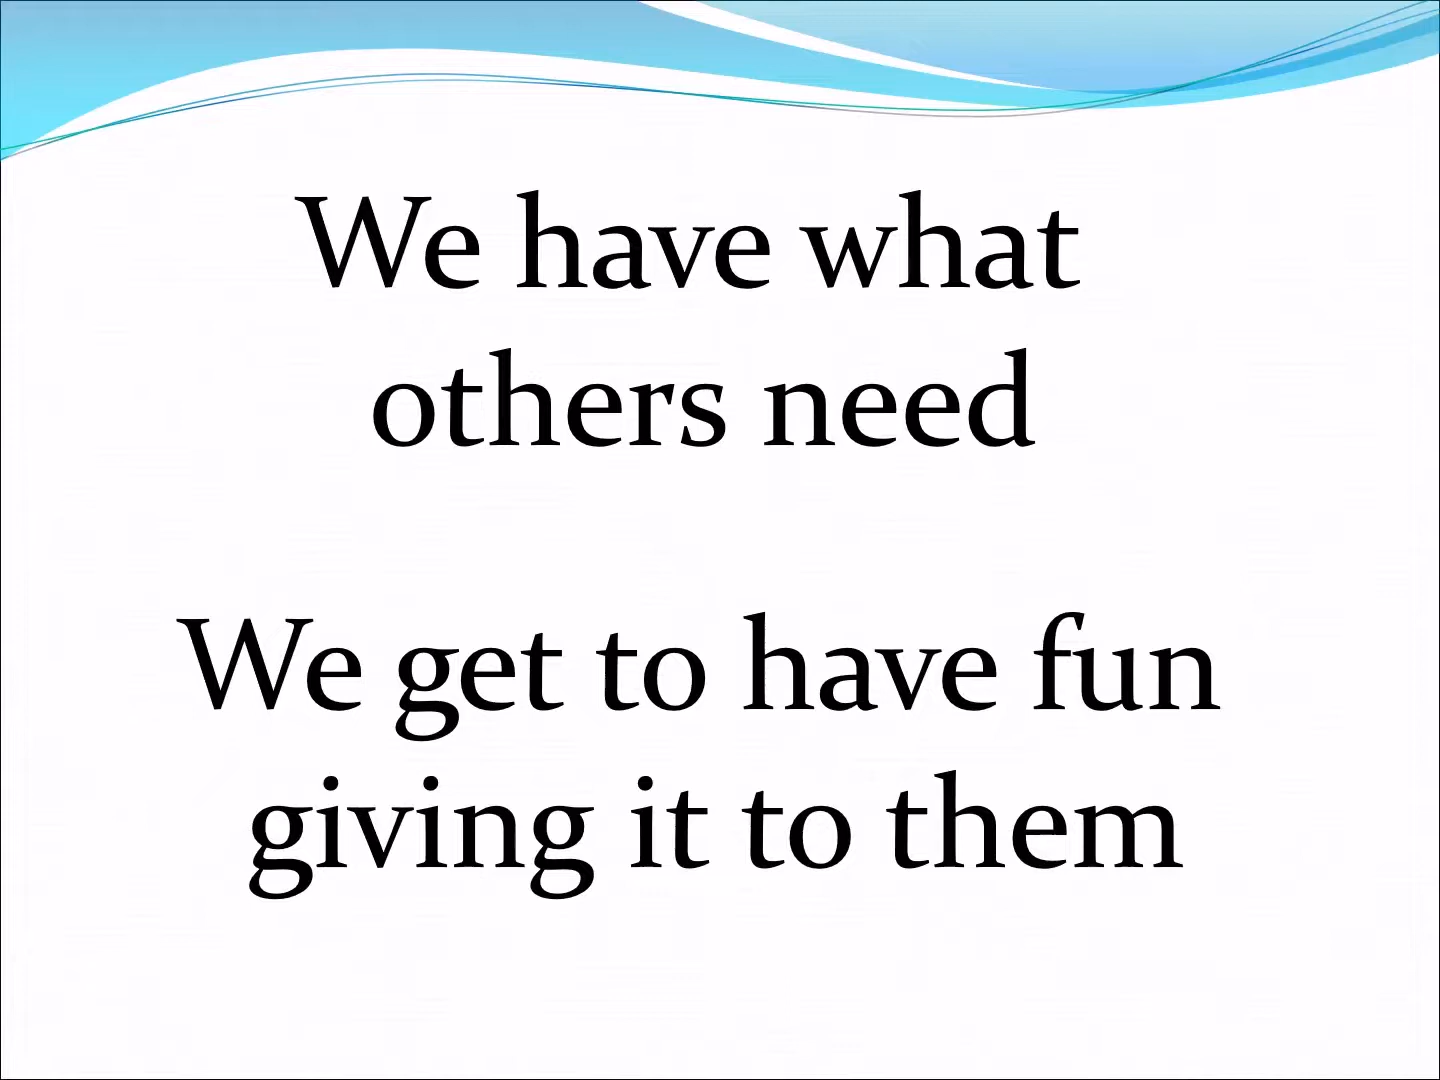 We have what
others need
We get to have fun
giving it to them